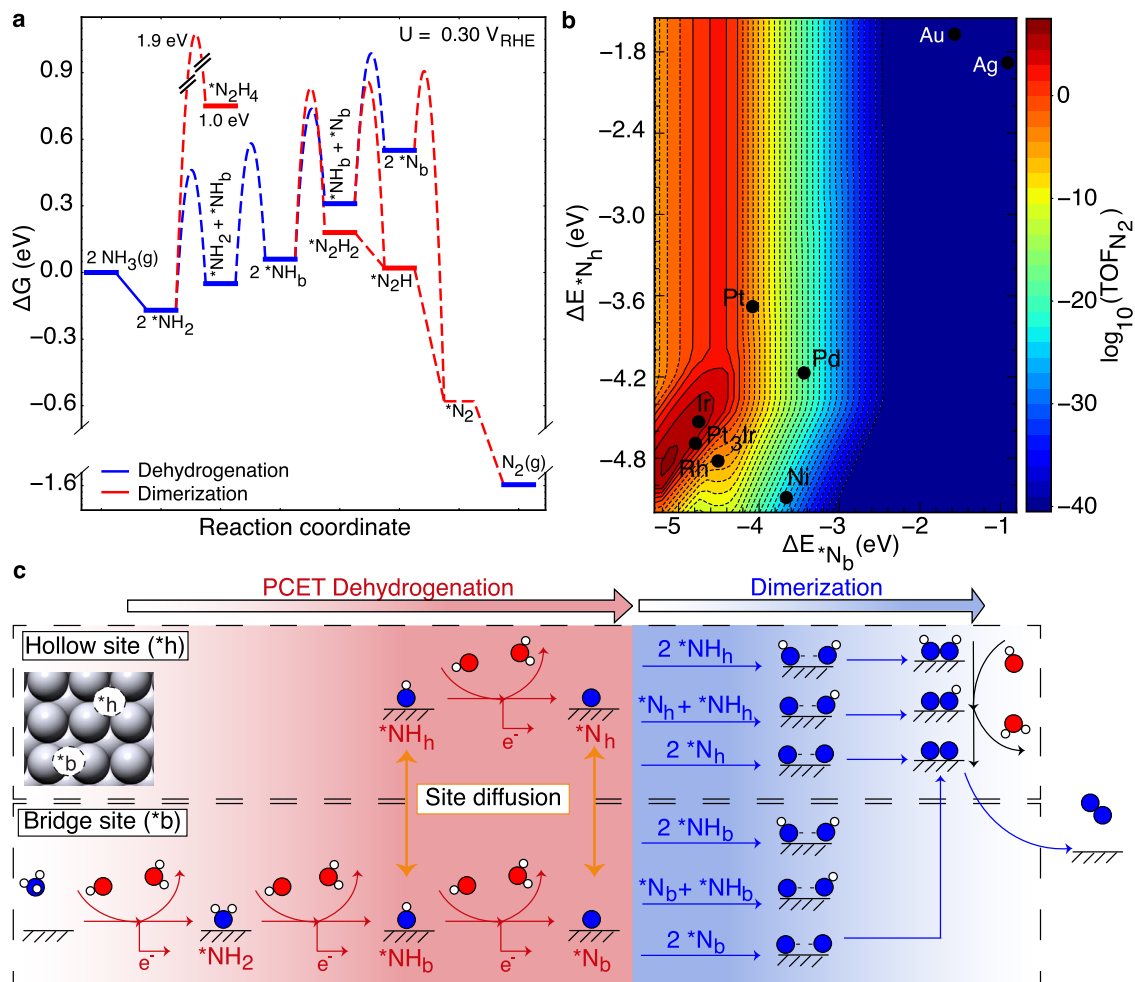 a
U = 0.30 V_RHE
1.9 eV
*N2H4
1.0 eV
0.9
0.6
0.3
0.0
−0.3
−0.6
−1.6
ΔG (eV)
2 NH3(g)
2 *NH2
*NH2 + *NHb
2 *NHb
*NHb + *Nb
*N2H2
2 *Nb
*N2H
*N2
N2(g)
Dehydrogenation
Dimerization
Reaction coordinate
b
−1.8
−2.4
−3.0
−3.6
−4.2
−4.8
ΔE*Nh (eV)
Au
Ag
Pt
Pd
Ir
Pt3Ir
Rh
Ni
−5
−4
−3
−2
−1
ΔE*Nb (eV)
0
−10
−20
−30
−40
log10(TOFN2)
c
PCET Dehydrogenation
Dimerization
Hollow site (*h)
*h
*b
*NHh
e-
*Nh
2 *NHh
*Nh + *NHh
2 *Nh
Site diffusion
Bridge site (*b)
e-
*NH2
e-
*NHb
e-
*Nb
2 *NHb
*Nb + *NHb
2 *Nb